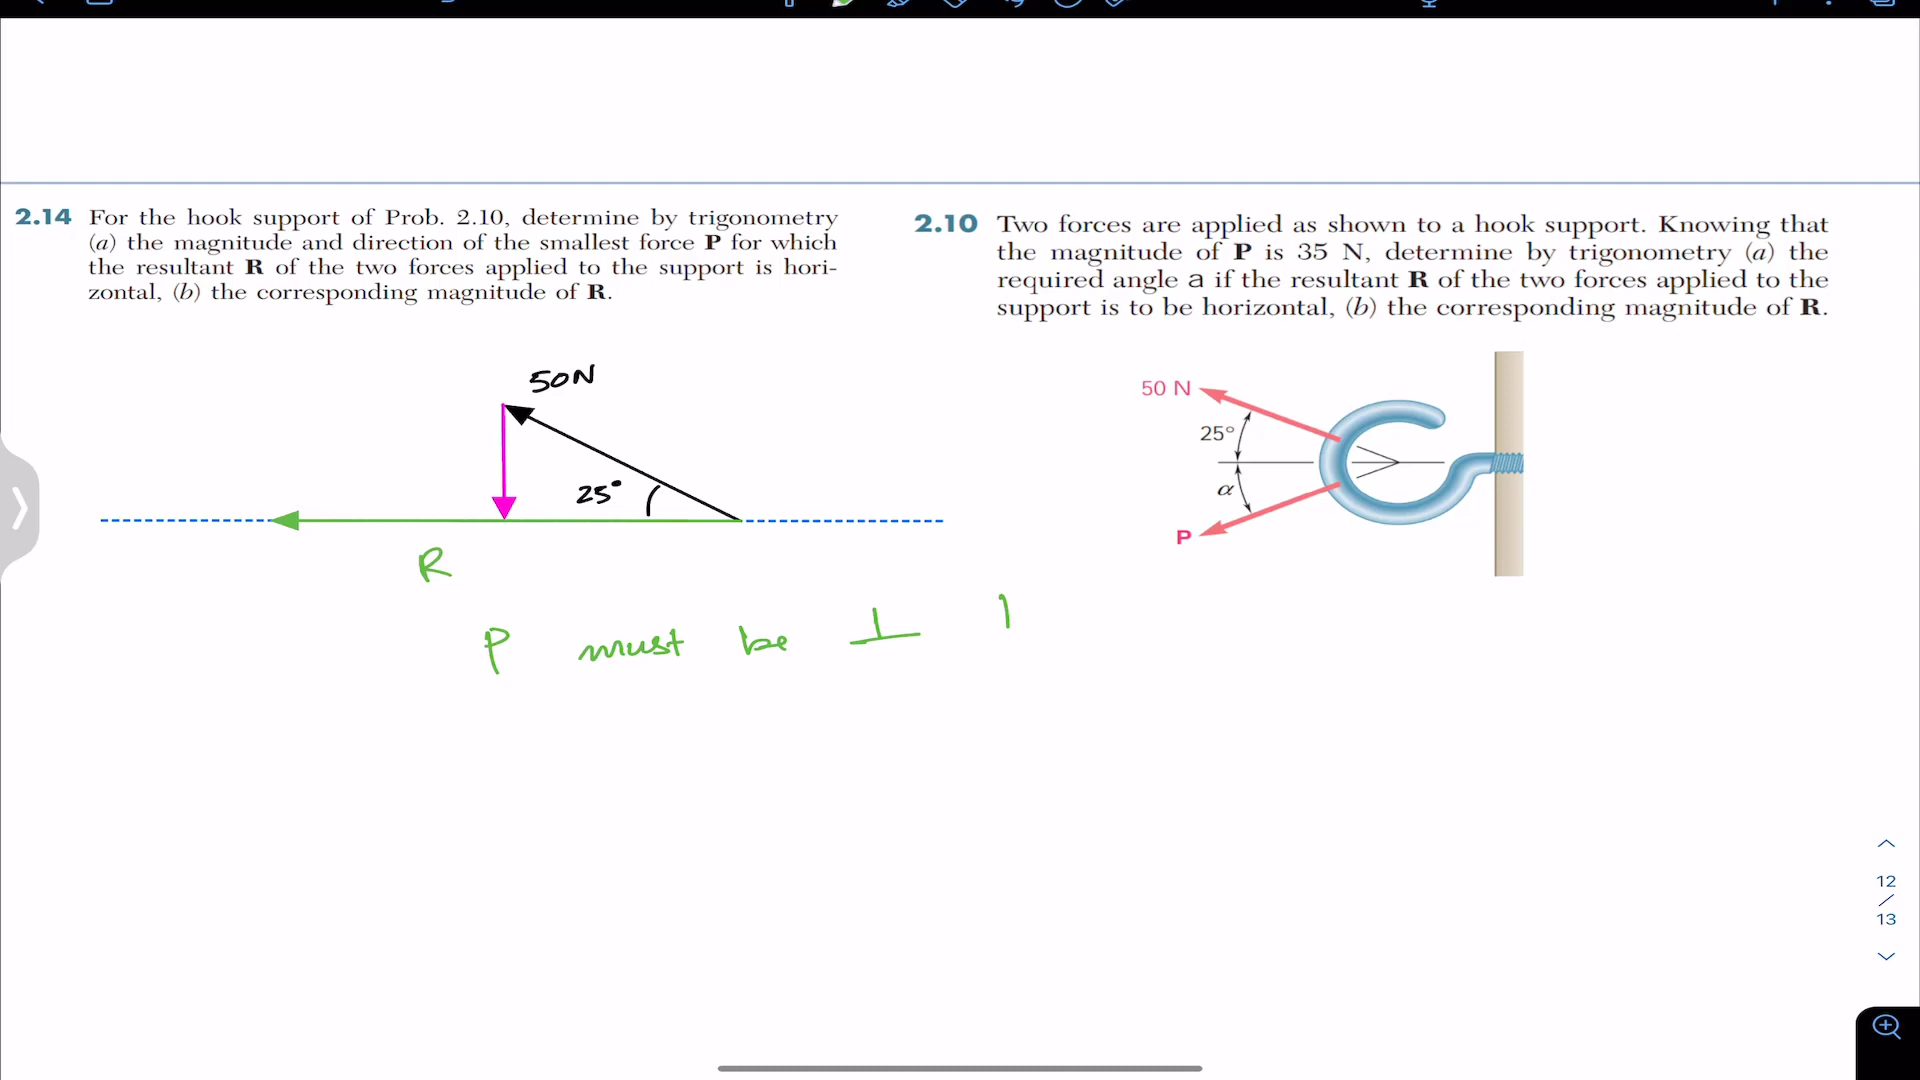 2.14 For the hook support of Prob. 2.10, determine by trigonometry
(a) the magnitude and direction of the smallest force P for which
the resultant R of the two forces applied to the support is hori-
zontal, (b) the corresponding magnitude of R.
2.10 Two forces are applied as shown to a hook support. Knowing that
the magnitude of P is 35 N, determine by trigonometry (a) the
required angle a if the resultant R of the two forces applied to the
support is to be horizontal, (b) the corresponding magnitude of R.
50N
25°
R
P must be ⊥
50 N
25°
α
P
12
/
13